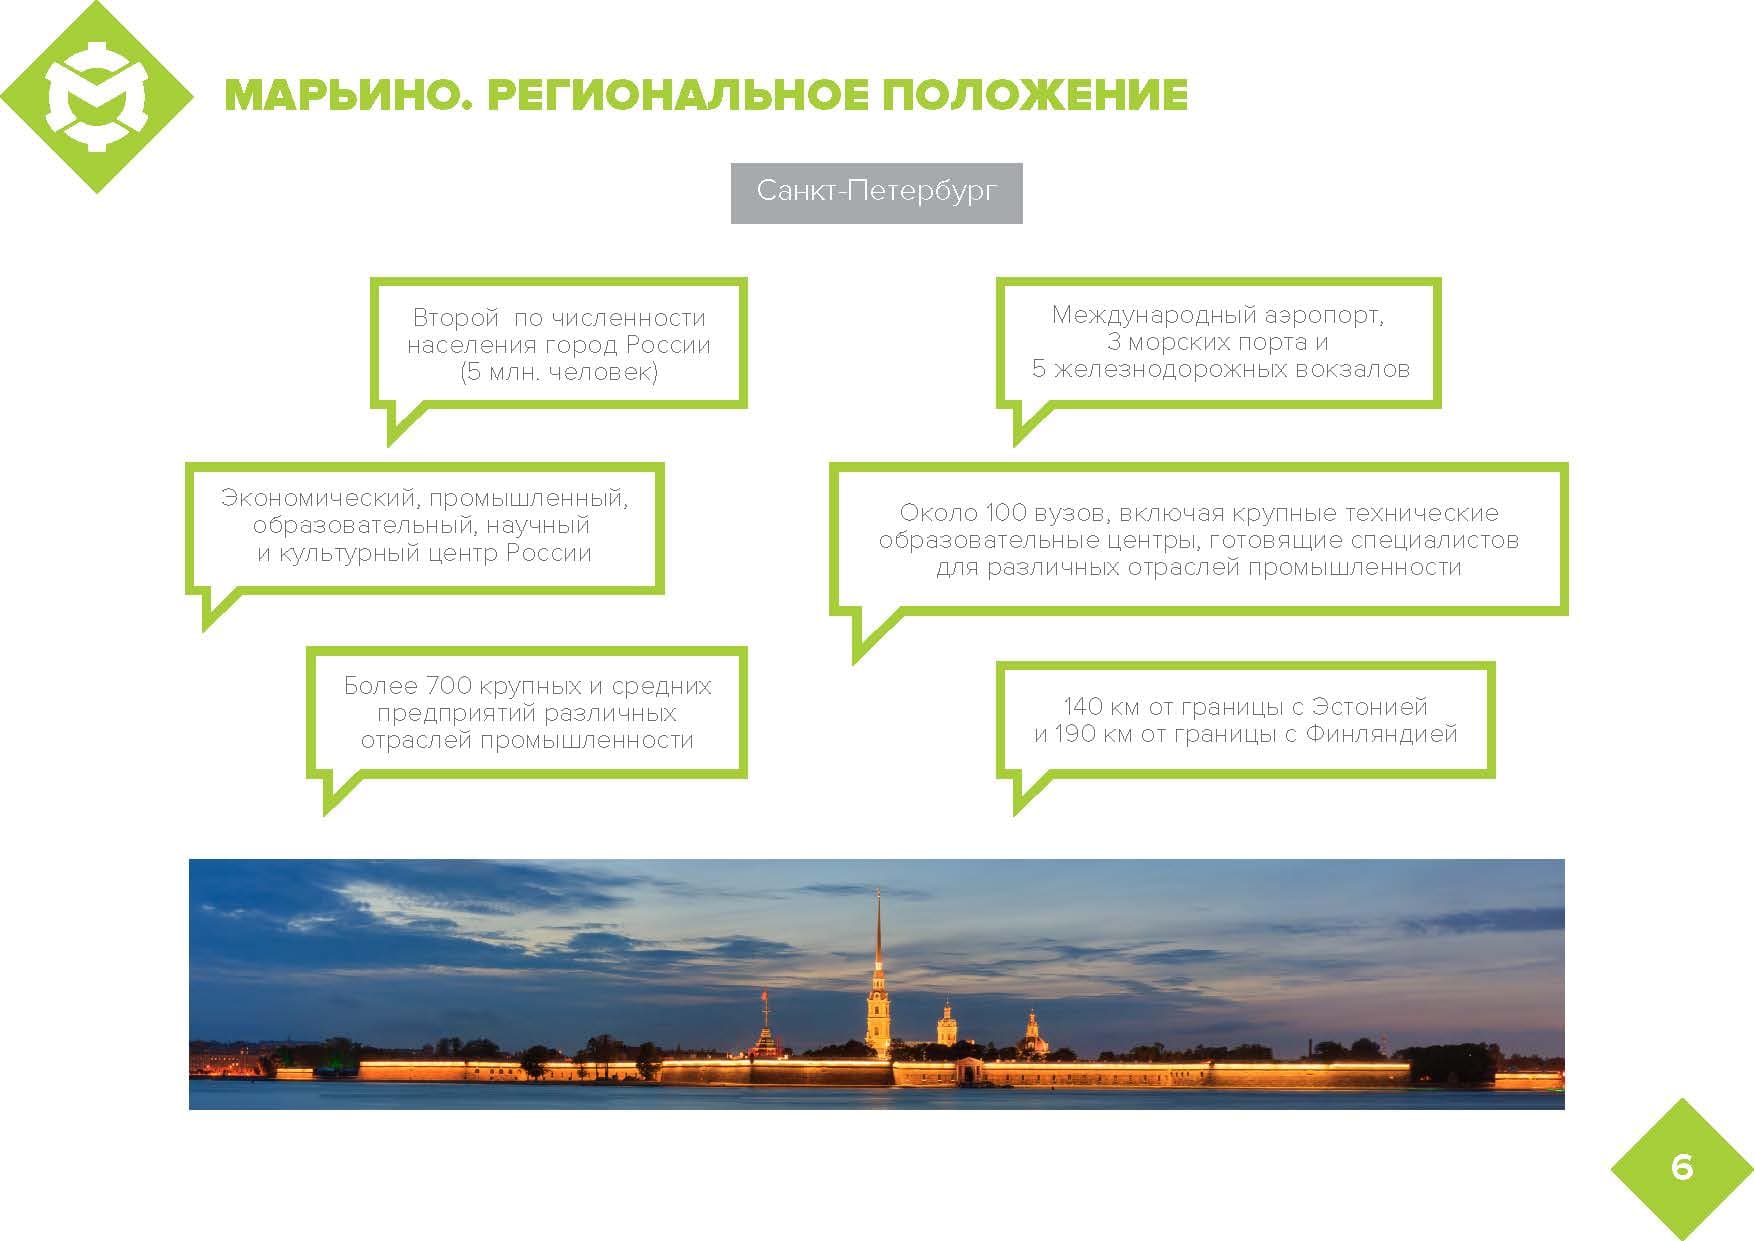 МАРЬИНО. РЕГИОНАЛЬНОЕ ПОЛОЖЕНИЕ
Санкт-Петербург
Второй по численности
населения город России
(5 млн. человек)
Международный аэропорт,
3 морских порта и
5 железнодорожных вокзалов
Экономический, промышленный,
образовательный, научный
и культурный центр России
Около 100 вузов, включая крупные технические
образовательные центры, готовящие специалистов
для различных отраслей промышленности
Более 700 крупных и средних
предприятий различных
отраслей промышленности
140 км от границы с Эстонией
и 190 км от границы с Финляндией
6